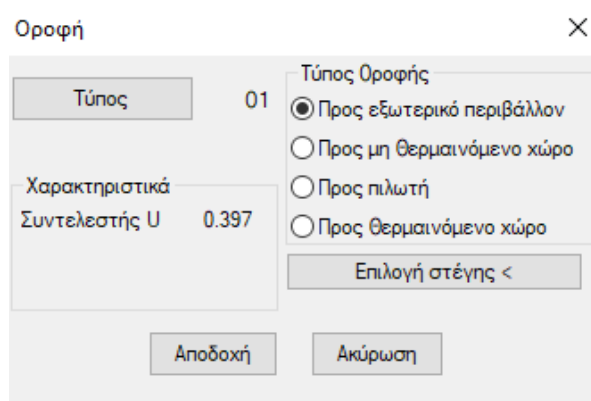 Οροφή
Τύπος
O1
Τύπος Οροφής
Προς εξωτερικό περιβάλλον
Προς μη θερμαινόμενο χώρο
Προς πιλωτή
Προς θερμαινόμενο χώρο
Χαρακτηριστικά
Συντελεστής U 0.397
Επιλογή στέγης <
Αποδοχή
Ακύρωση